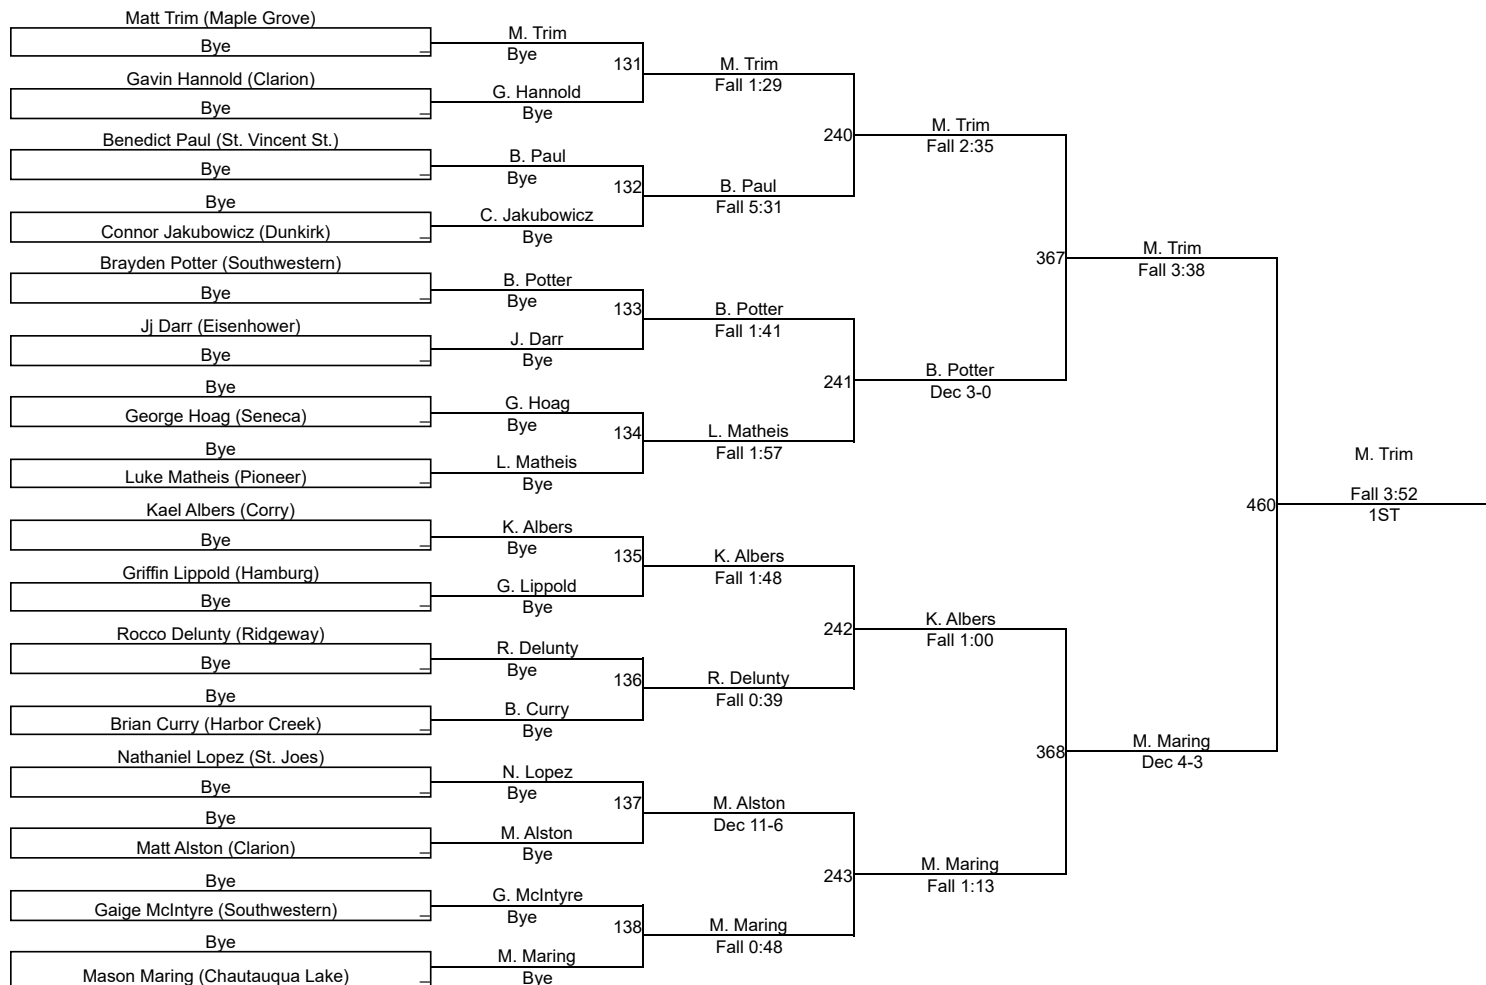 Matt Trim (Maple Grove)
Bye
Gavin Hannold (Clarion)
Bye
Benedict Paul (St. Vincent St.)
Bye
Bye
Connor Jakubowicz (Dunkirk)
Brayden Potter (Southwestern)
Bye
Jj Darr (Eisenhower)
Bye
Bye
George Hoag (Seneca)
Bye
Luke Matheis (Pioneer)
Kael Albers (Corry)
Bye
Griffin Lippold (Hamburg)
Bye
Rocco Delunty (Ridgeway)
Bye
Bye
Brian Curry (Harbor Creek)
Nathaniel Lopez (St. Joes)
Bye
Bye
Matt Alston (Clarion)
Bye
Gaige McIntyre (Southwestern)
Bye
Mason Maring (Chautauqua Lake)
M. Trim
Bye
131
G. Hannold
Bye
B. Paul
Bye
132
C. Jakubowicz
Bye
B. Potter
Bye
133
J. Darr
Bye
G. Hoag
Bye
134
L. Matheis
Bye
K. Albers
Bye
135
G. Lippold
Bye
R. Delunty
Bye
136
B. Curry
Bye
N. Lopez
Bye
137
M. Alston
Bye
G. McIntyre
Bye
138
M. Maring
Bye
M. Trim
Fall 1:29
240
B. Paul
Fall 5:31
B. Potter
Fall 1:41
241
L. Matheis
Fall 1:57
K. Albers
Fall 1:48
242
R. Delunty
Fall 0:39
M. Alston
Dec 11-6
243
M. Maring
Fall 0:48
M. Trim
Fall 2:35
367
B. Potter
Dec 3-0
K. Albers
Fall 1:00
368
M. Maring
Fall 1:13
M. Trim
Fall 3:38
460
M. Maring
Dec 4-3
M. Trim
Fall 3:52
1ST